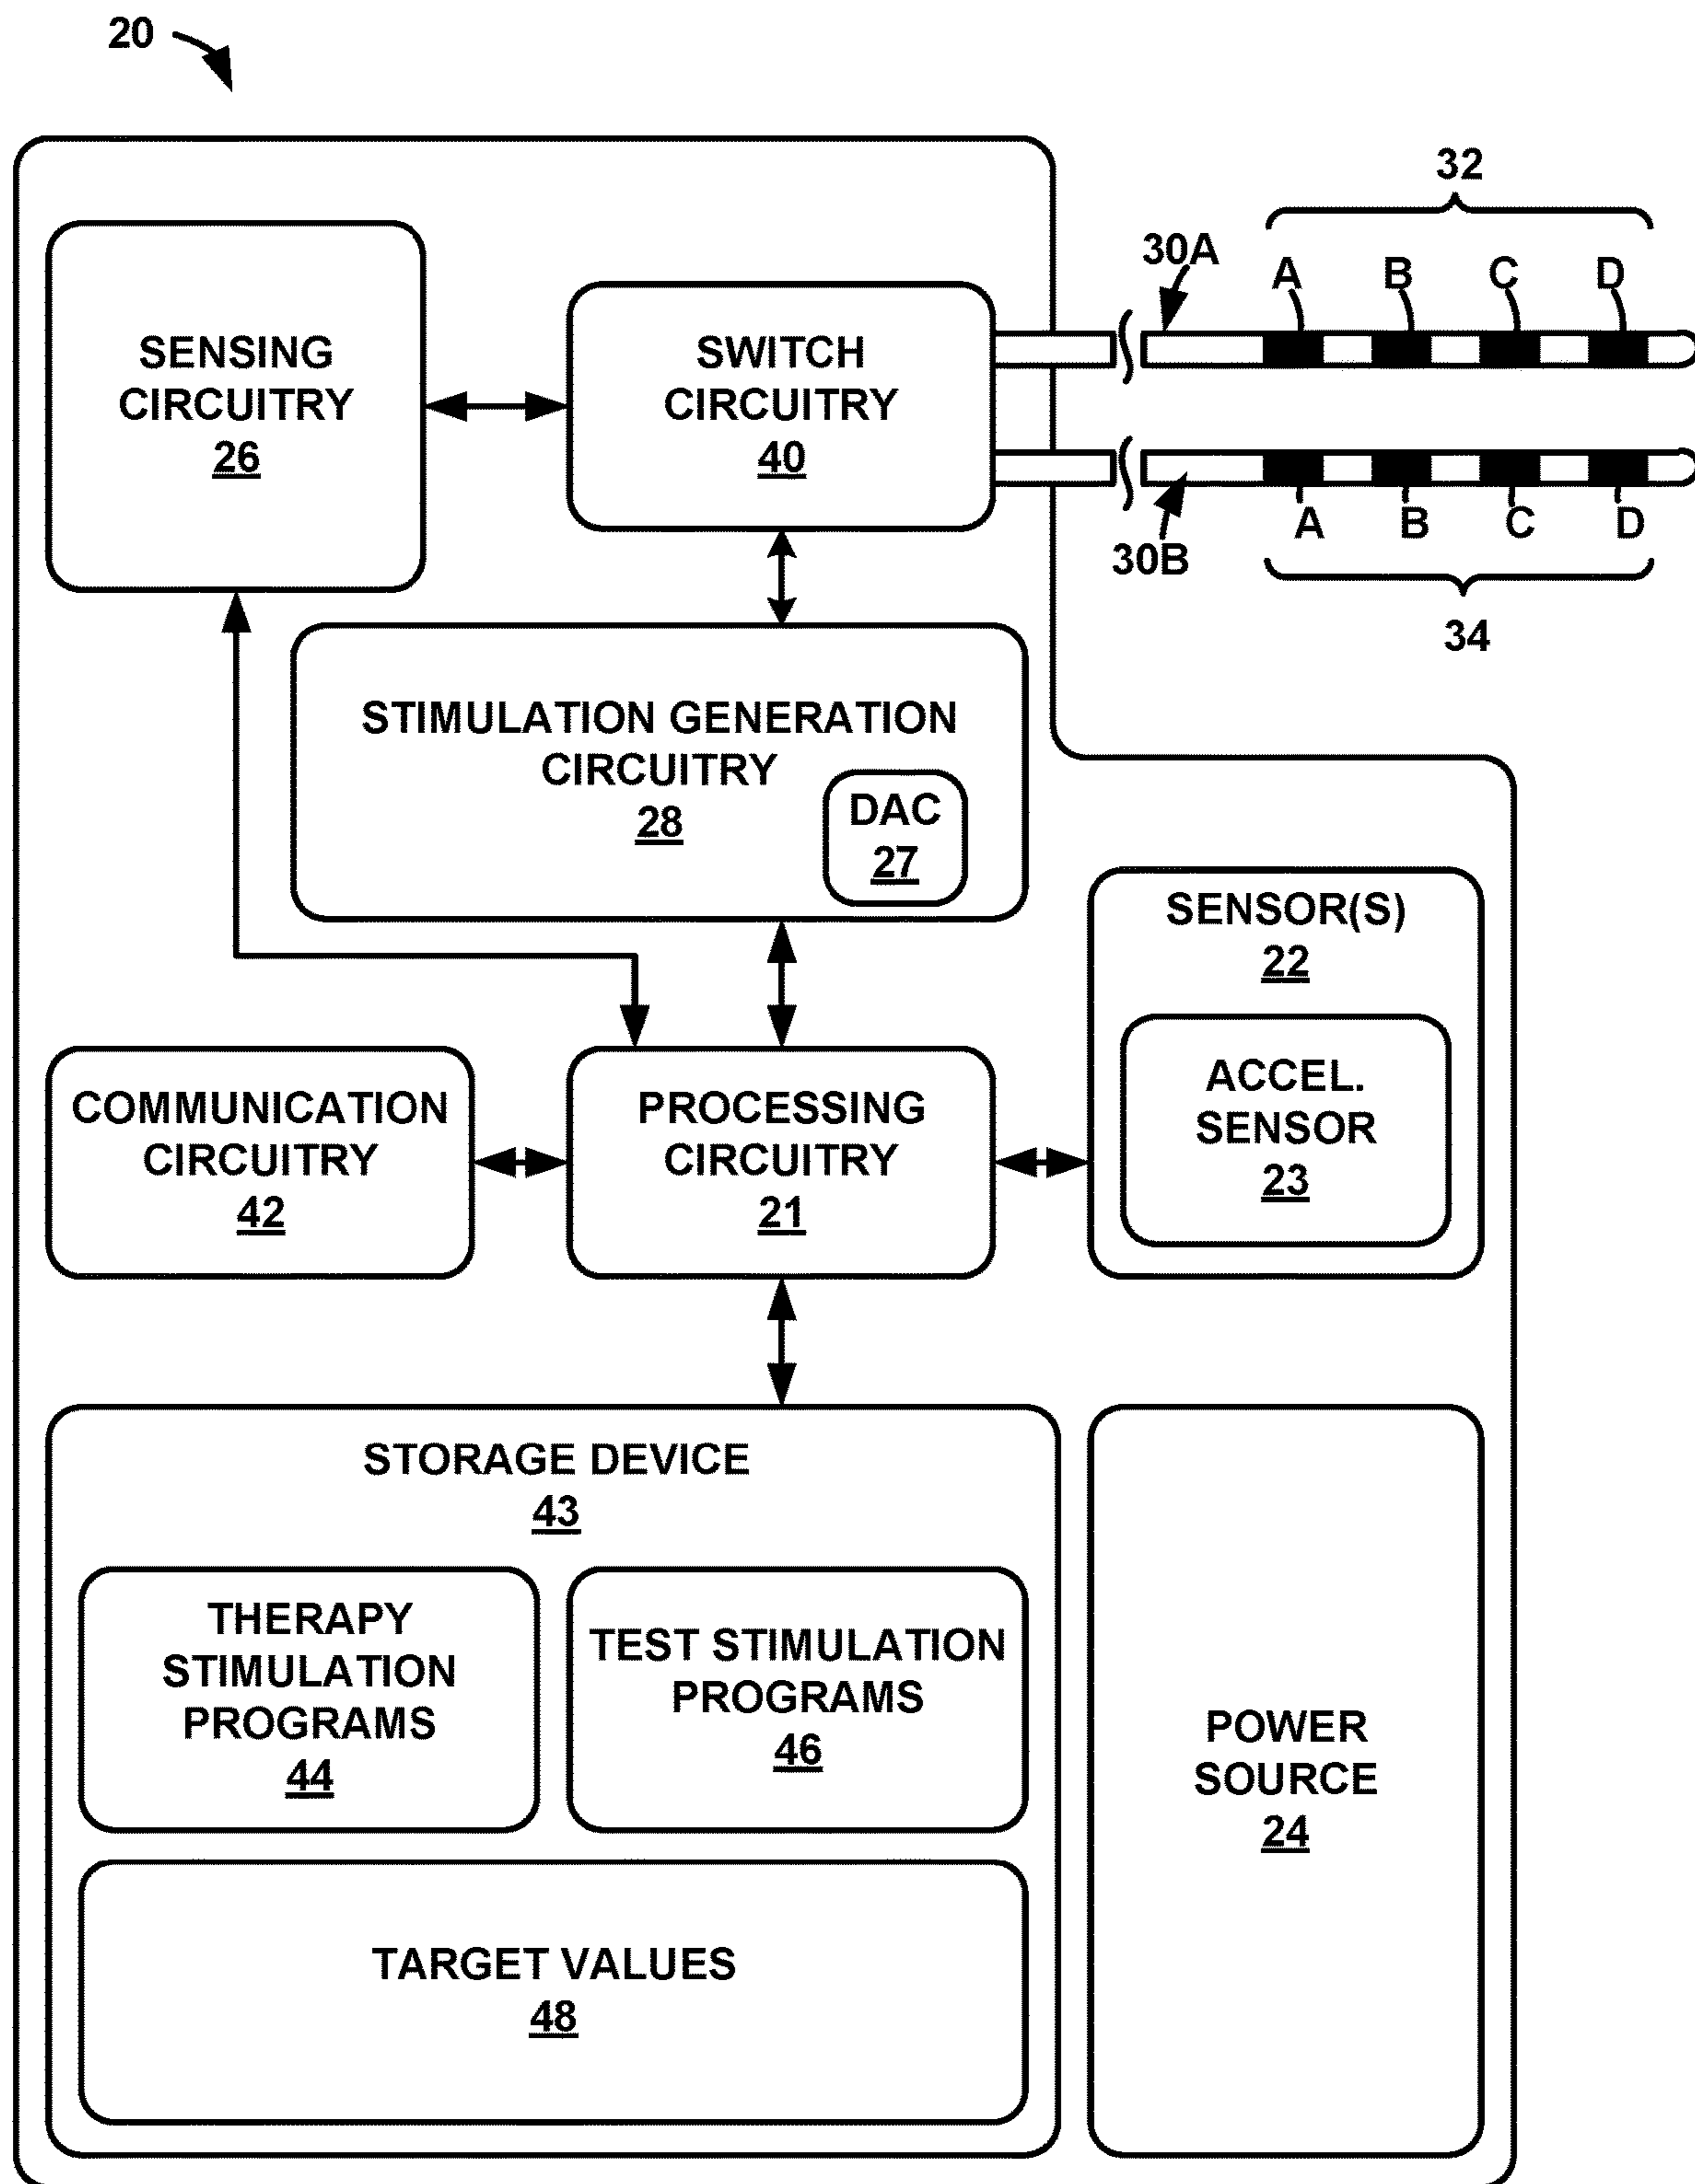 20
32
30A
A B C D
SENSING
CIRCUITRY
26
SWITCH
CIRCUITRY
40
A B C D
30B
34
STIMULATION GENERATION
CIRCUITRY
28
DAC
27
SENSOR(S)
22
ACCEL.
SENSOR
23
COMMUNICATION
CIRCUITRY
42
PROCESSING
CIRCUITRY
21
STORAGE DEVICE
43
THERAPY
STIMULATION
PROGRAMS
44
TEST STIMULATION
PROGRAMS
46
POWER
SOURCE
24
TARGET VALUES
48